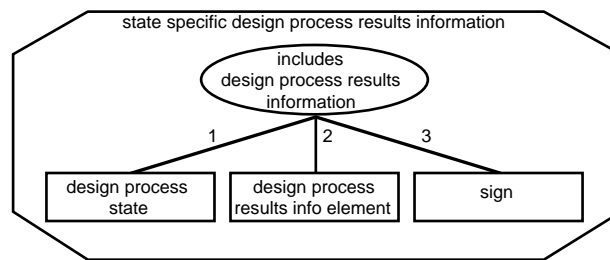 state specific design process results information
includes
design process results
information
1
2
3
design process
state
design process
results info element
sign